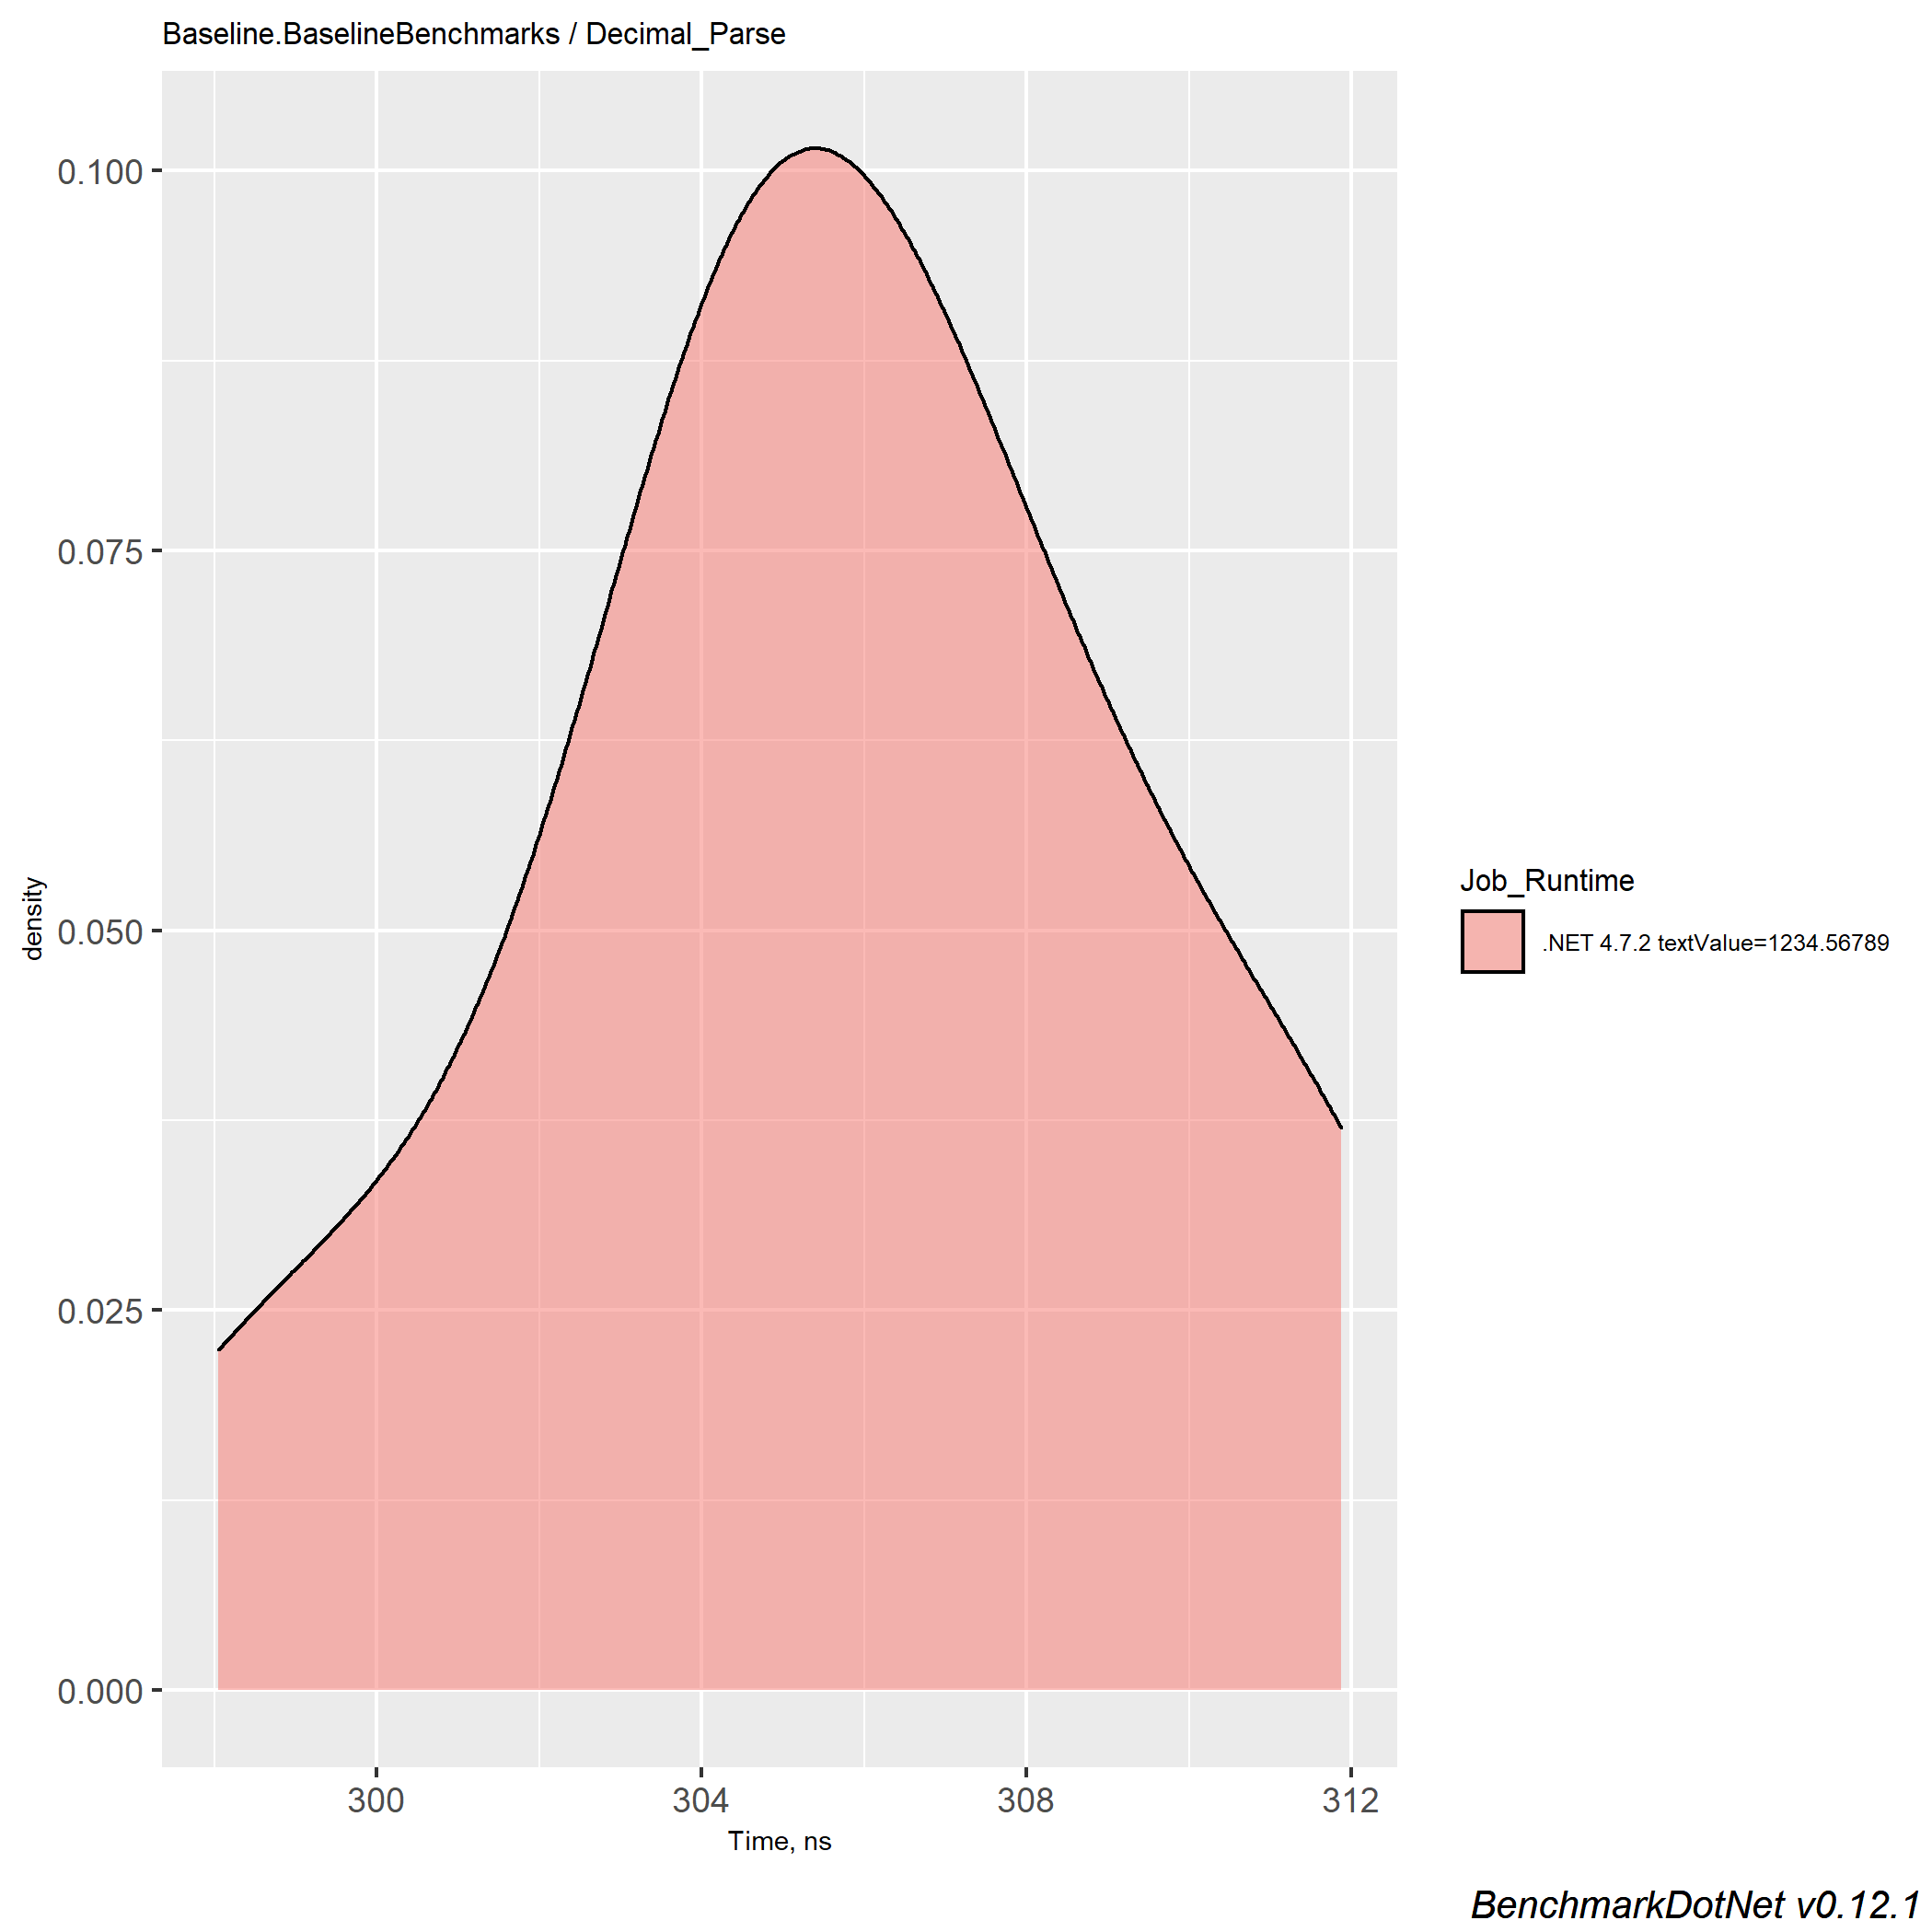 Baseline.BaselineBenchmarks / Decimal_Parse
0.100
0.075
0.050
0.025
0.000
density
300 304 308 312
Time, ns
Job_Runtime
.NET 4.7.2 textValue=1234.56789
BenchmarkDotNet v0.12.1